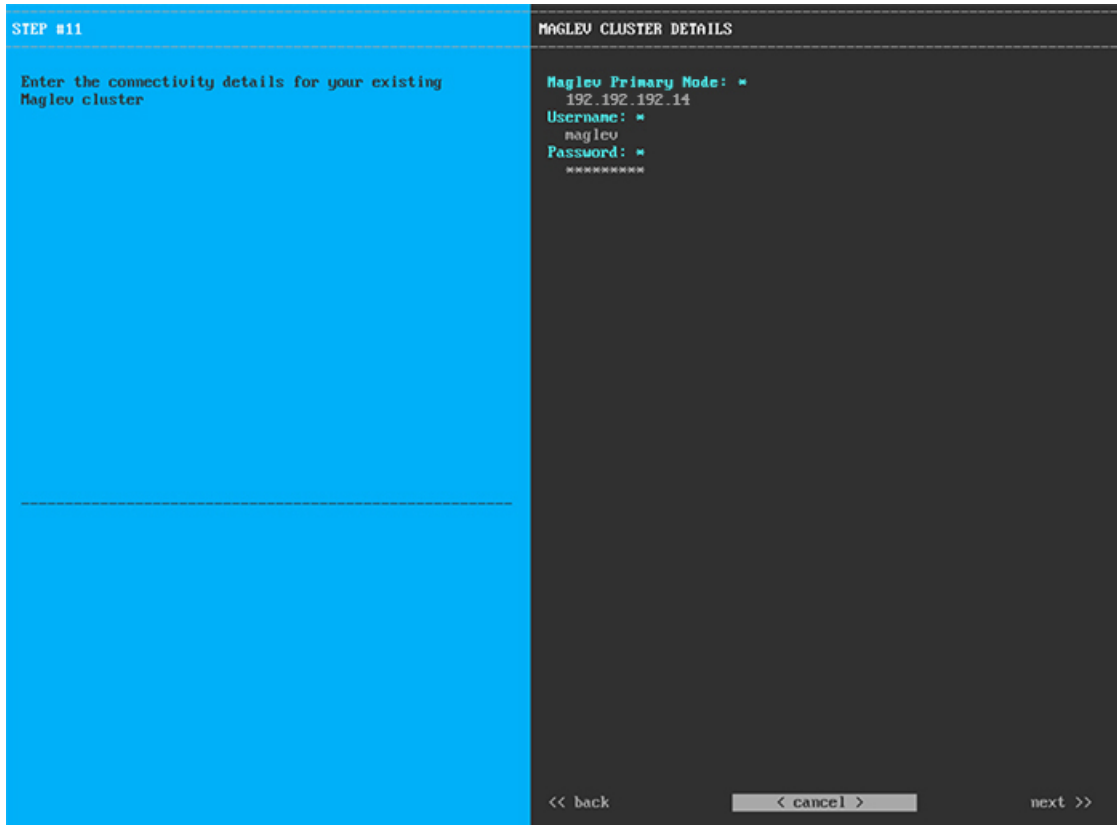 STEP #11
Enter the connectivity details for your existing
Maglev cluster
MAGLEV CLUSTER DETAILS
Maglev Primary Node: *
192.192.192.14
Username: *
maglev
Password: *
*********
<< back
< cancel >
next >>